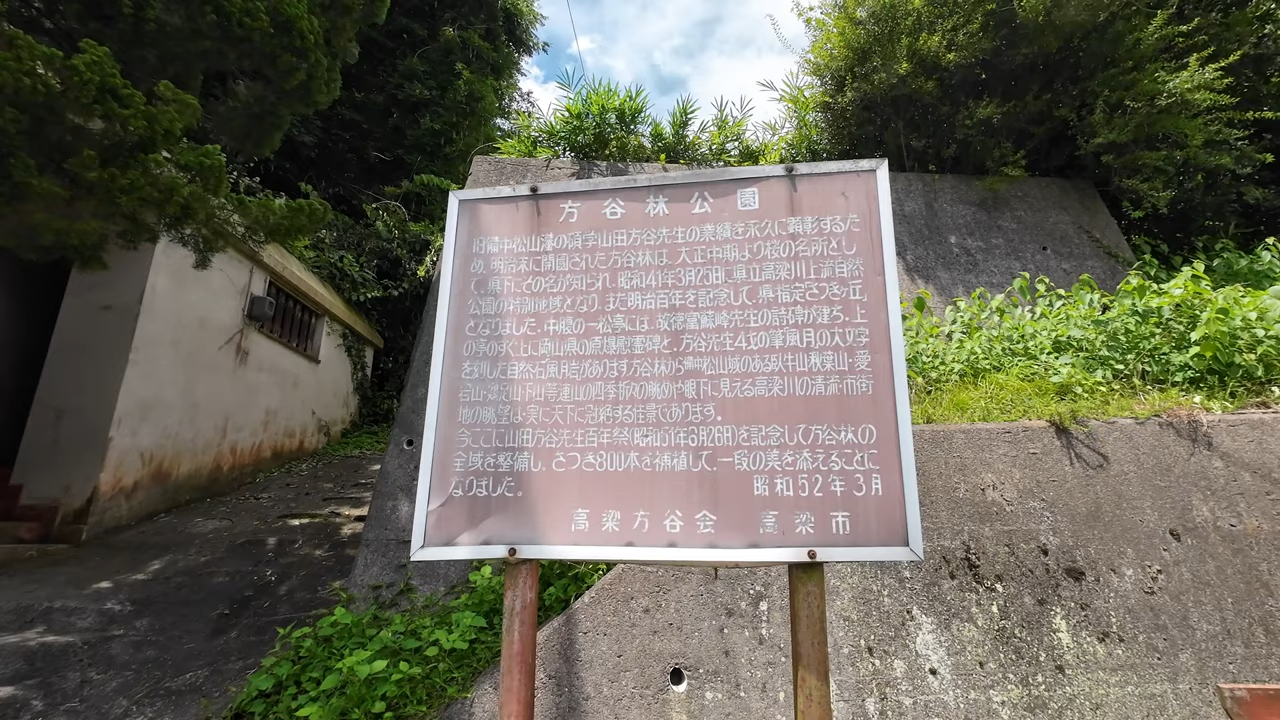 方谷林公園
旧備中松山藩の碩学山田方谷先生の業績を永久に顕彰するた
め、明治末に開園された方谷林は、大正中期より桜の名所とし
て、県下にその名が知られ、昭和41年3月25日に県立高梁川上流自然
公園の特別地域となり、また明治百年を記念して、県指定「さつきヶ丘」
となりました。中腹の一松亭には、故徳富蘇峰先生の詩碑が建ち、上
の亭のすぐ上に岡山県の原爆慰霊碑と、方谷先生4才の筆「風月」の大文字
を刻した自然石「風月岩」があります方谷林から備中松山城のある臥牛山・秋葉山・愛
宕山・下山等連山の四季折々の眺めや眼下に見える高梁川の清流・市街
地の眺望は・実に天下に冠絶する佳景であります。
今ここに山田方谷先生百年祭(昭和51年6月26日)を記念して方谷林の
全域を整備し、さつき800本を補植して、一段の美を添えることに
なりました。
昭和52年3月
高梁方谷会 高梁市